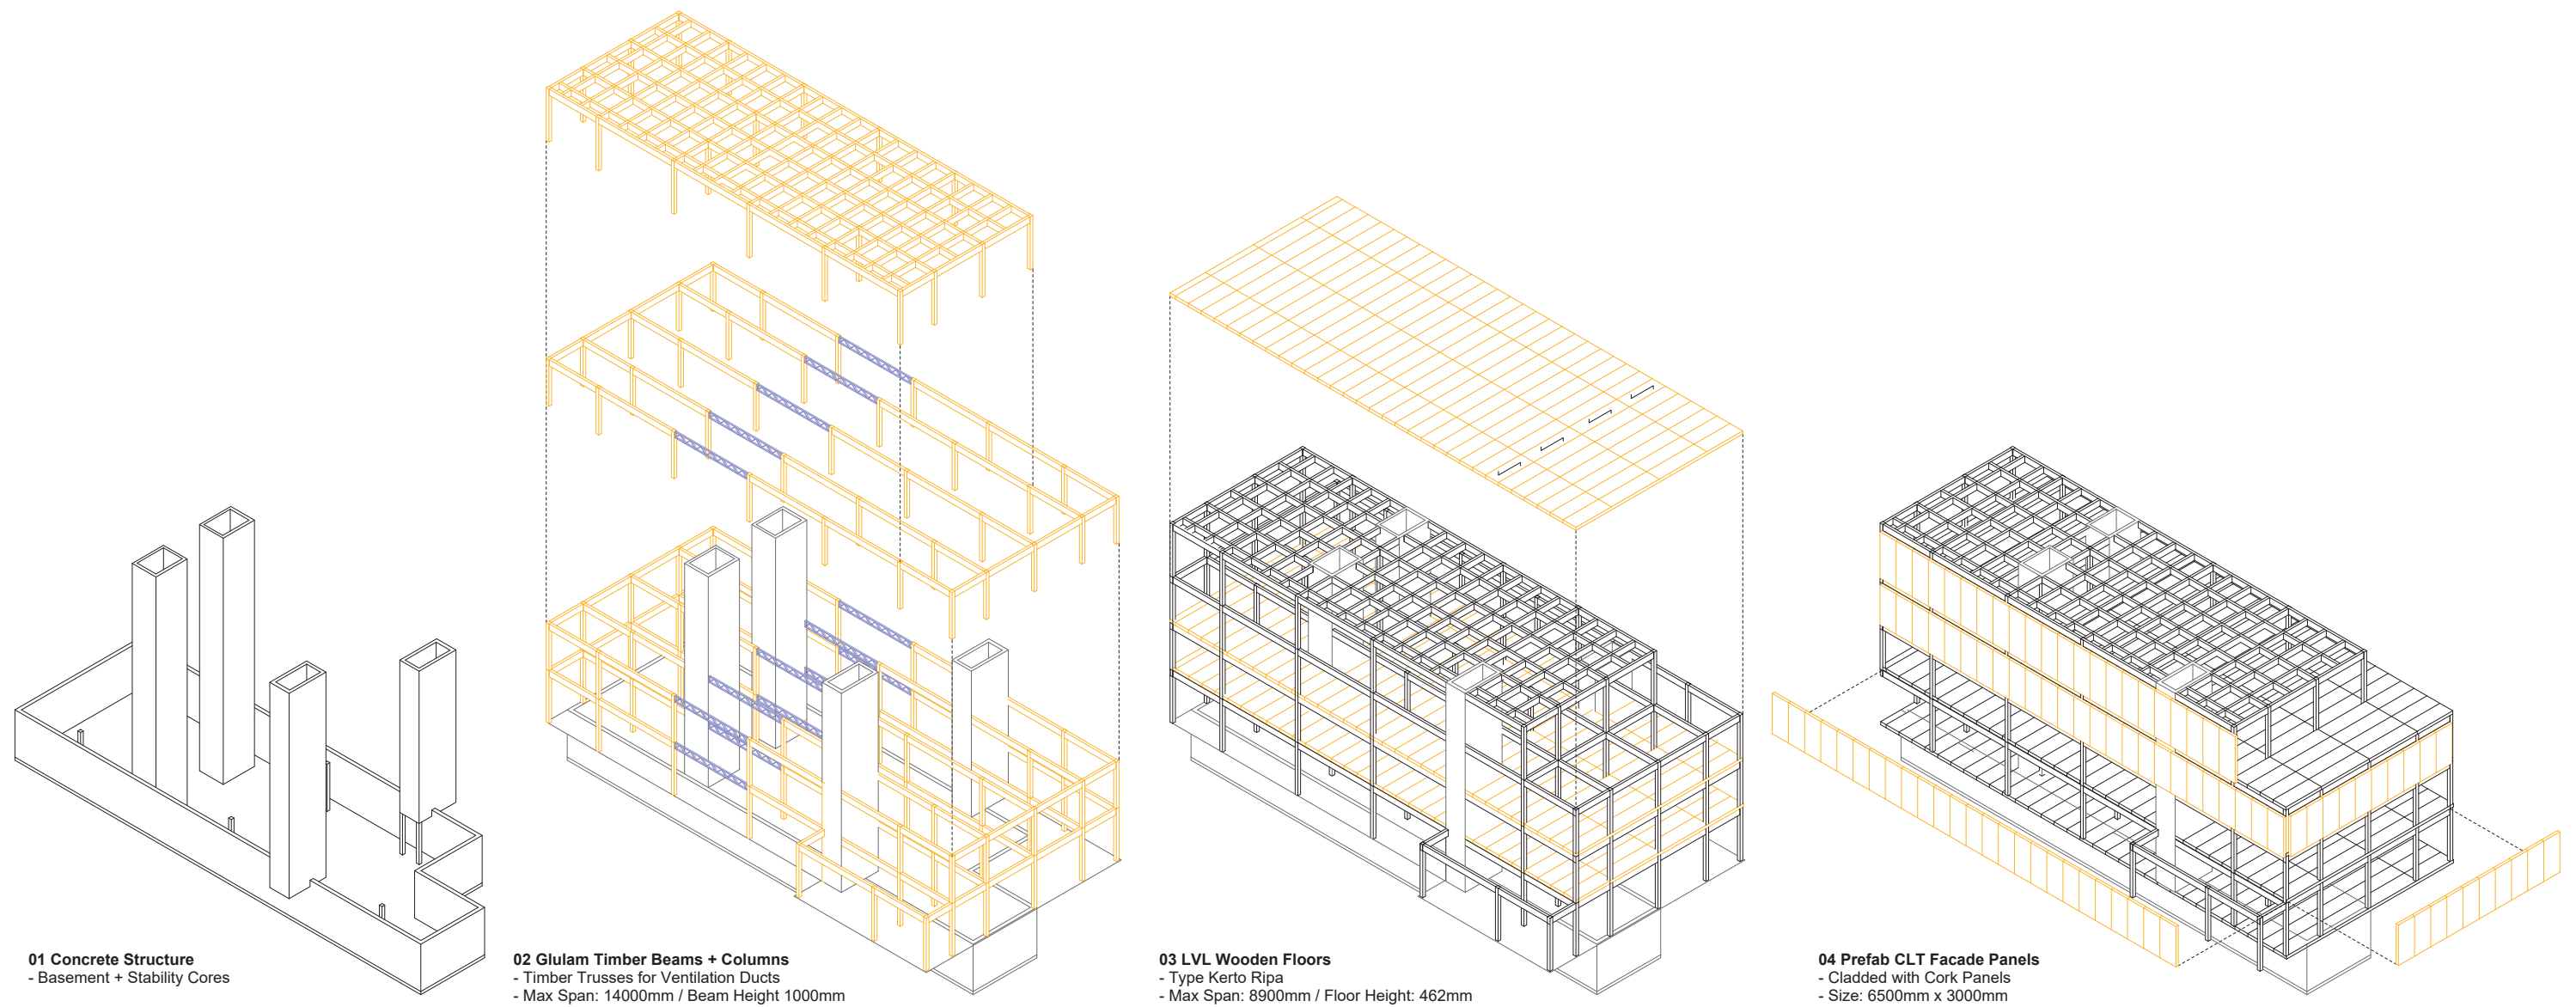 01 Concrete Structure
- Basement + Stability Cores
02 Glulam Timber Beams + Columns
- Timber Trusses for Ventilation Ducts
- Max Span: 14000mm / Beam Height 1000mm
03 LVL Wooden Floors
- Type Kerto Ripa
- Max Span: 8900mm / Floor Height: 462mm
04 Prefab CLT Facade Panels
- Cladded with Cork Panels
- Size: 6500mm x 3000mm